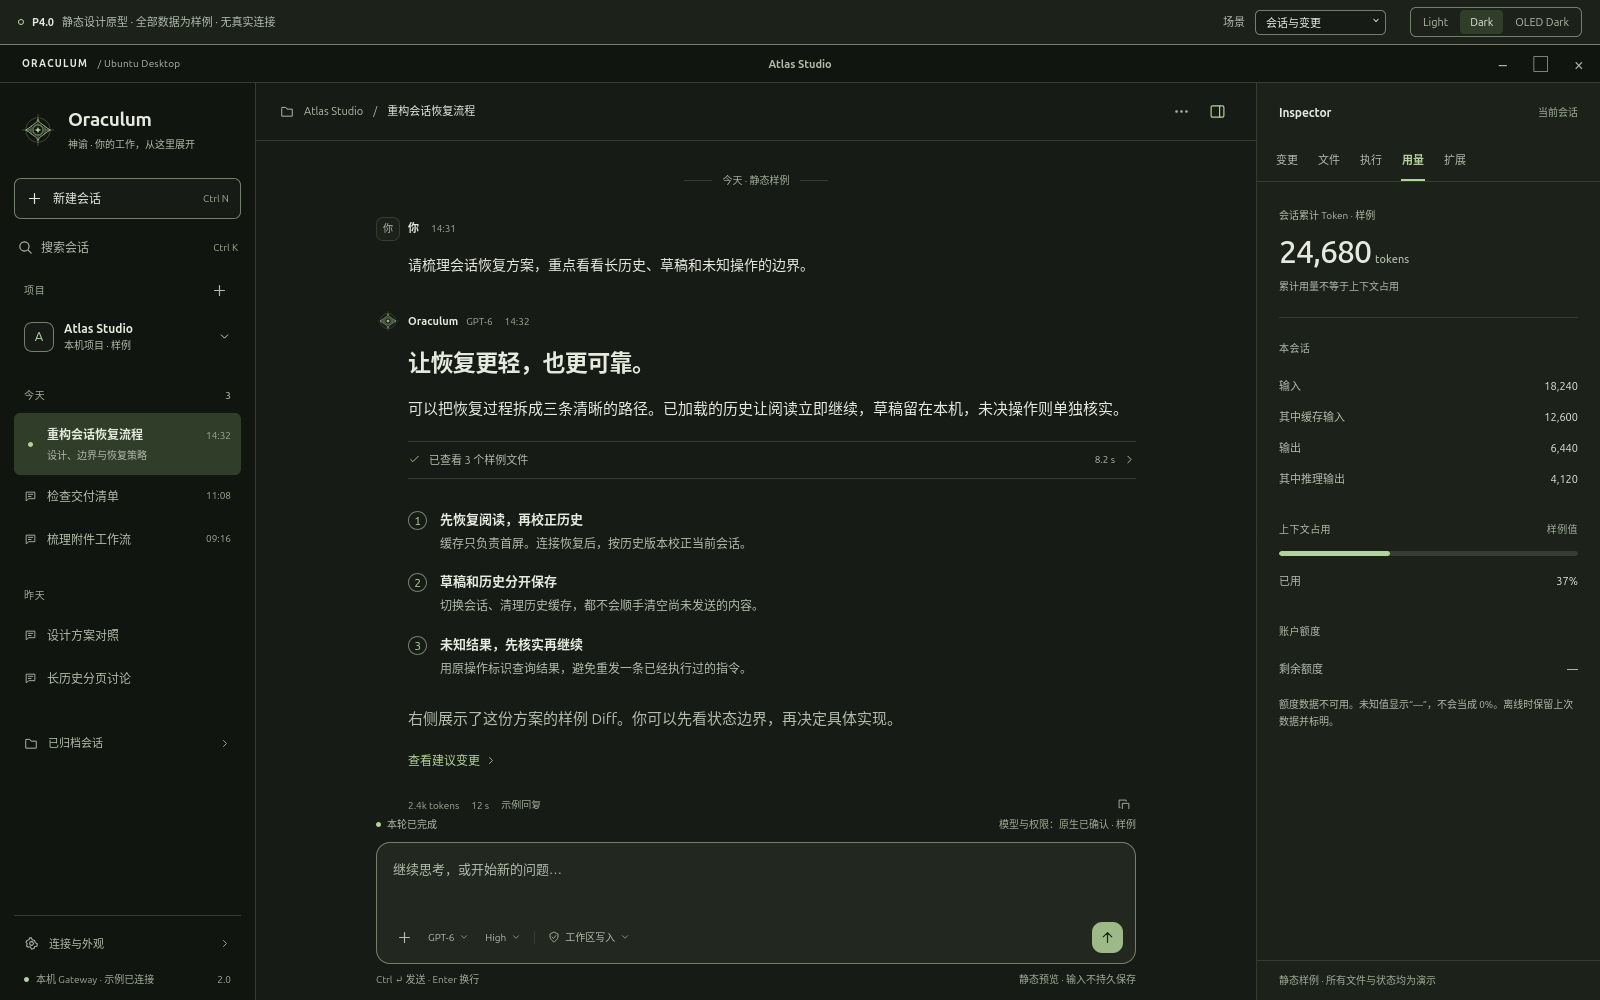 P4.0 静态设计原型 · 全部数据为样例 · 无真实连接
场景 会话与变更 Light Dark OLED Dark
ORACULUM / Ubuntu Desktop
Atlas Studio
Oraculum
神谕 · 你的工作，从这里展开
新建会话 Ctrl N
搜索会话 Ctrl K
项目
A
Atlas Studio
本机项目 · 样例
今天 3
重构会话恢复流程 14:32
设计、边界与恢复策略
检查交付清单 11:08
梳理附件工作流 09:16
昨天
设计方案对照
长历史分页讨论
已归档会话
连接与外观
本机 Gateway · 示例已连接 2.0
Atlas Studio / 重构会话恢复流程
今天 · 静态样例
你 你 14:31
请梳理会话恢复方案，重点看看长历史、草稿和未知操作的边界。
Oraculum GPT-6 14:32
让恢复更轻，也更可靠。
可以把恢复过程拆成三条清晰的路径。已加载的历史让阅读立即继续，草稿留在本机，未决操作则单独核实。
已查看 3 个样例文件 8.2 s
1 先恢复阅读，再校正历史
缓存只负责首屏。连接恢复后，按历史版本校正当前会话。
2 草稿和历史分开保存
切换会话、清理历史缓存，都不会顺手清空尚未发送的内容。
3 未知结果，先核实再继续
用原操作标识查询结果，避免重发一条已经执行过的指令。
右侧展示了这份方案的样例 Diff。你可以先看状态边界，再决定具体实现。
查看建议变更
2.4k tokens 12 s 示例回复
本轮已完成 模型与权限：原生已确认 · 样例
继续思考，或开始新的问题…
GPT-6 High 工作区写入
Ctrl ↵ 发送 · Enter 换行 静态预览 · 输入不持久保存
Inspector 当前会话
变更 文件 执行 用量 扩展
会话累计 Token · 样例
24,680 tokens
累计用量不等于上下文占用
本会话
输入 18,240
其中缓存输入 12,600
输出 6,440
其中推理输出 4,120
上下文占用 样例值
已用 37%
账户额度
剩余额度 —
额度数据不可用。未知值显示“—”，不会当成 0%。离线时保留上次
数据并标明。
静态样例 · 所有文件与状态均为演示